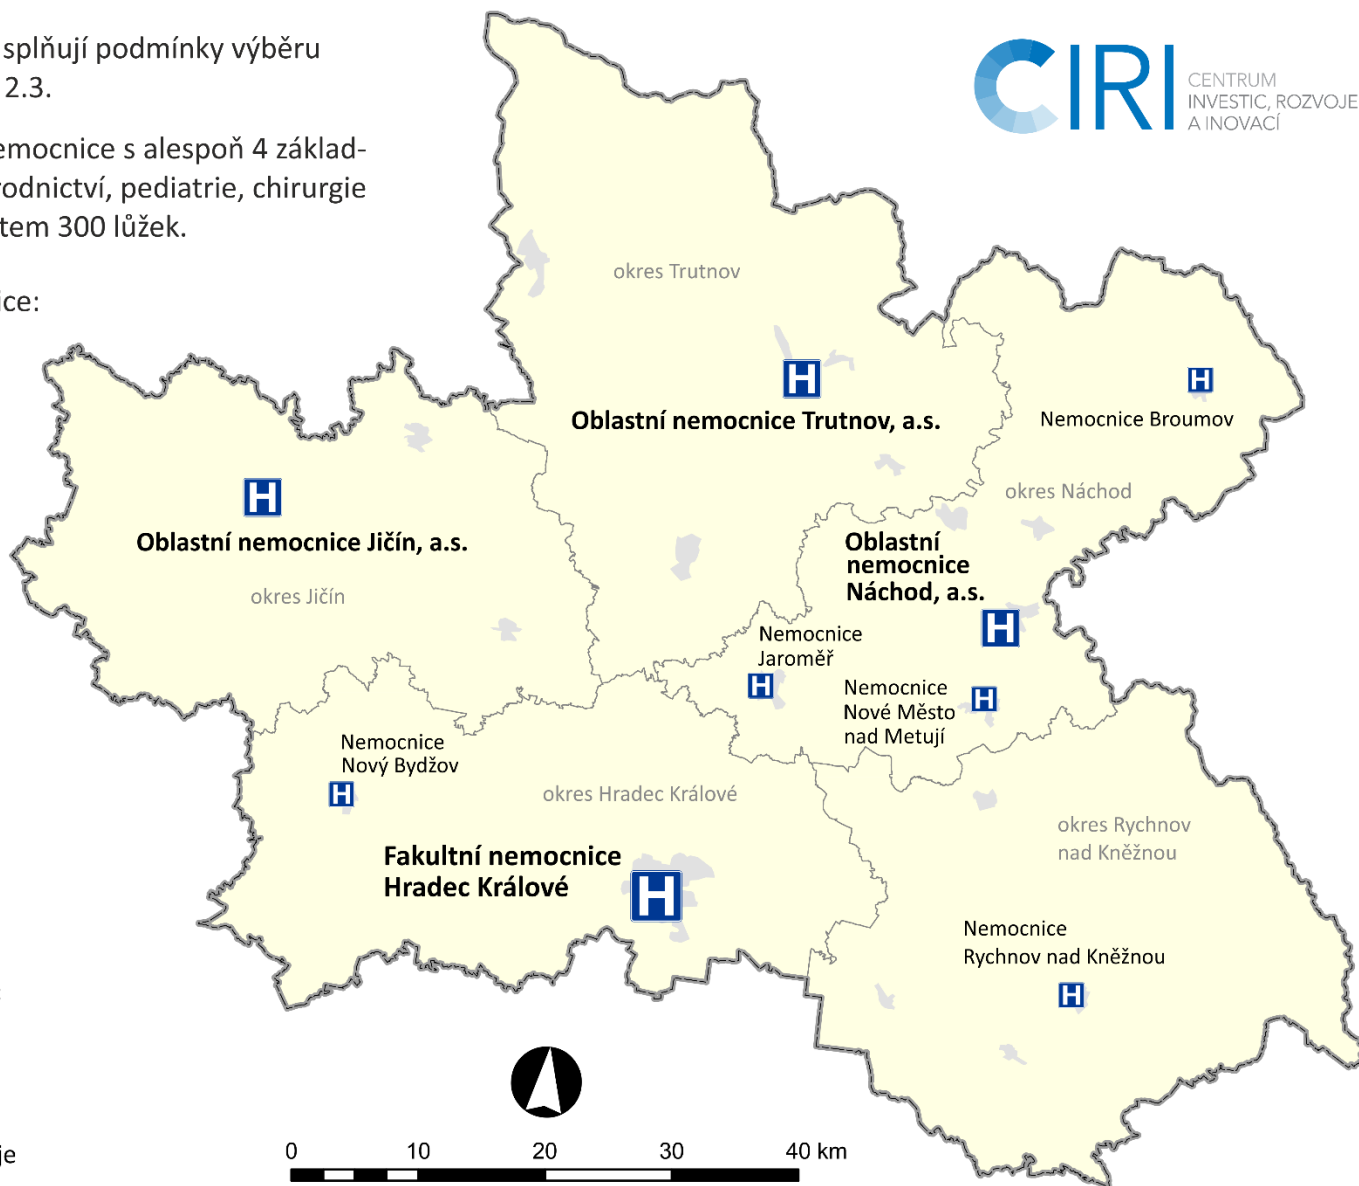 splňují podmínky výběru
2.3.
emocnice s alespoň 4 základ-
rodnictví, pediatrie, chirurgie
tem 300 lůžek.
ice:
CIRI
CENTRUM
INVESTIC, ROZVOJE
A INOVACÍ
okres Trutnov
H
Oblastní nemocnice Trutnov, a.s.
H
Nemocnice Broumov
H
Oblastní nemocnice Jičín, a.s.
okres Jičín
okres Náchod
Oblastní
nemocnice
Náchod, a.s.
H
Nemocnice
Jaroměř
H
Nemocnice
Nové Město
nad Metují
H
Nemocnice
Nový Bydžov
H
okres Hradec Králové
Fakultní nemocnice
Hradec Králové
H
okres Rychnov
nad Kněžnou
Nemocnice
Rychnov nad Kněžnou
H
je
0 10 20 30 40 km